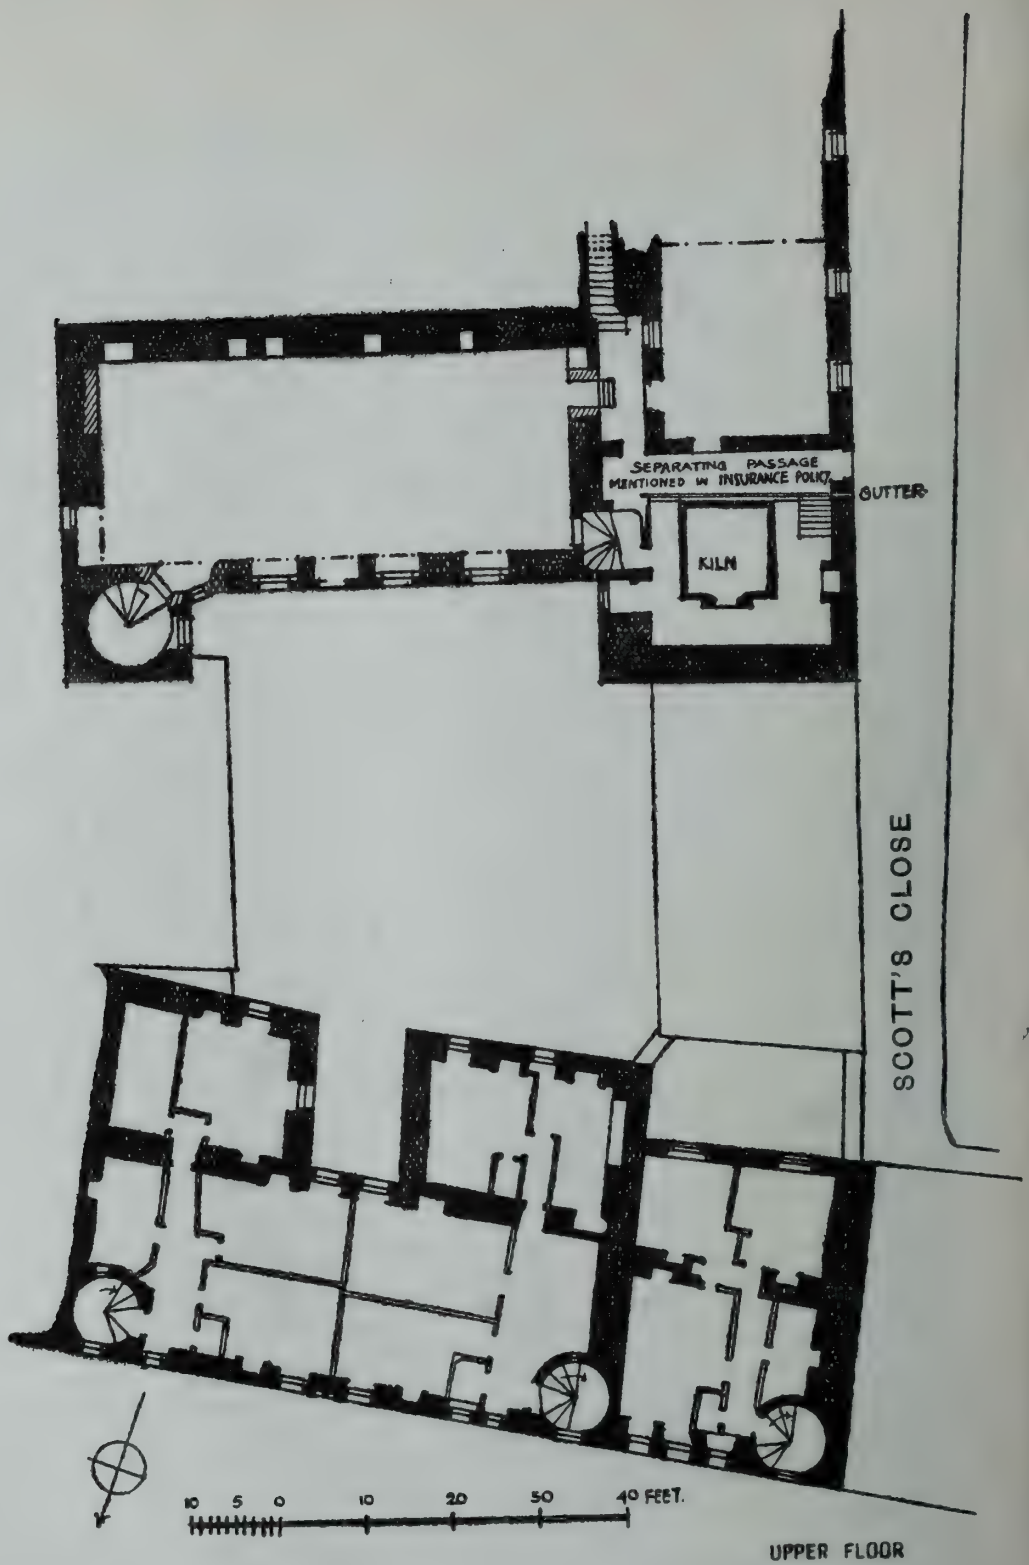 SEPARATING PASSAGE
MENTIONED IN INSURANCE POLICY.
GUTTER
KILN
SCOTT'S CLOSE
10 5 0 10 20 30 40 FEET.
UPPER FLOOR